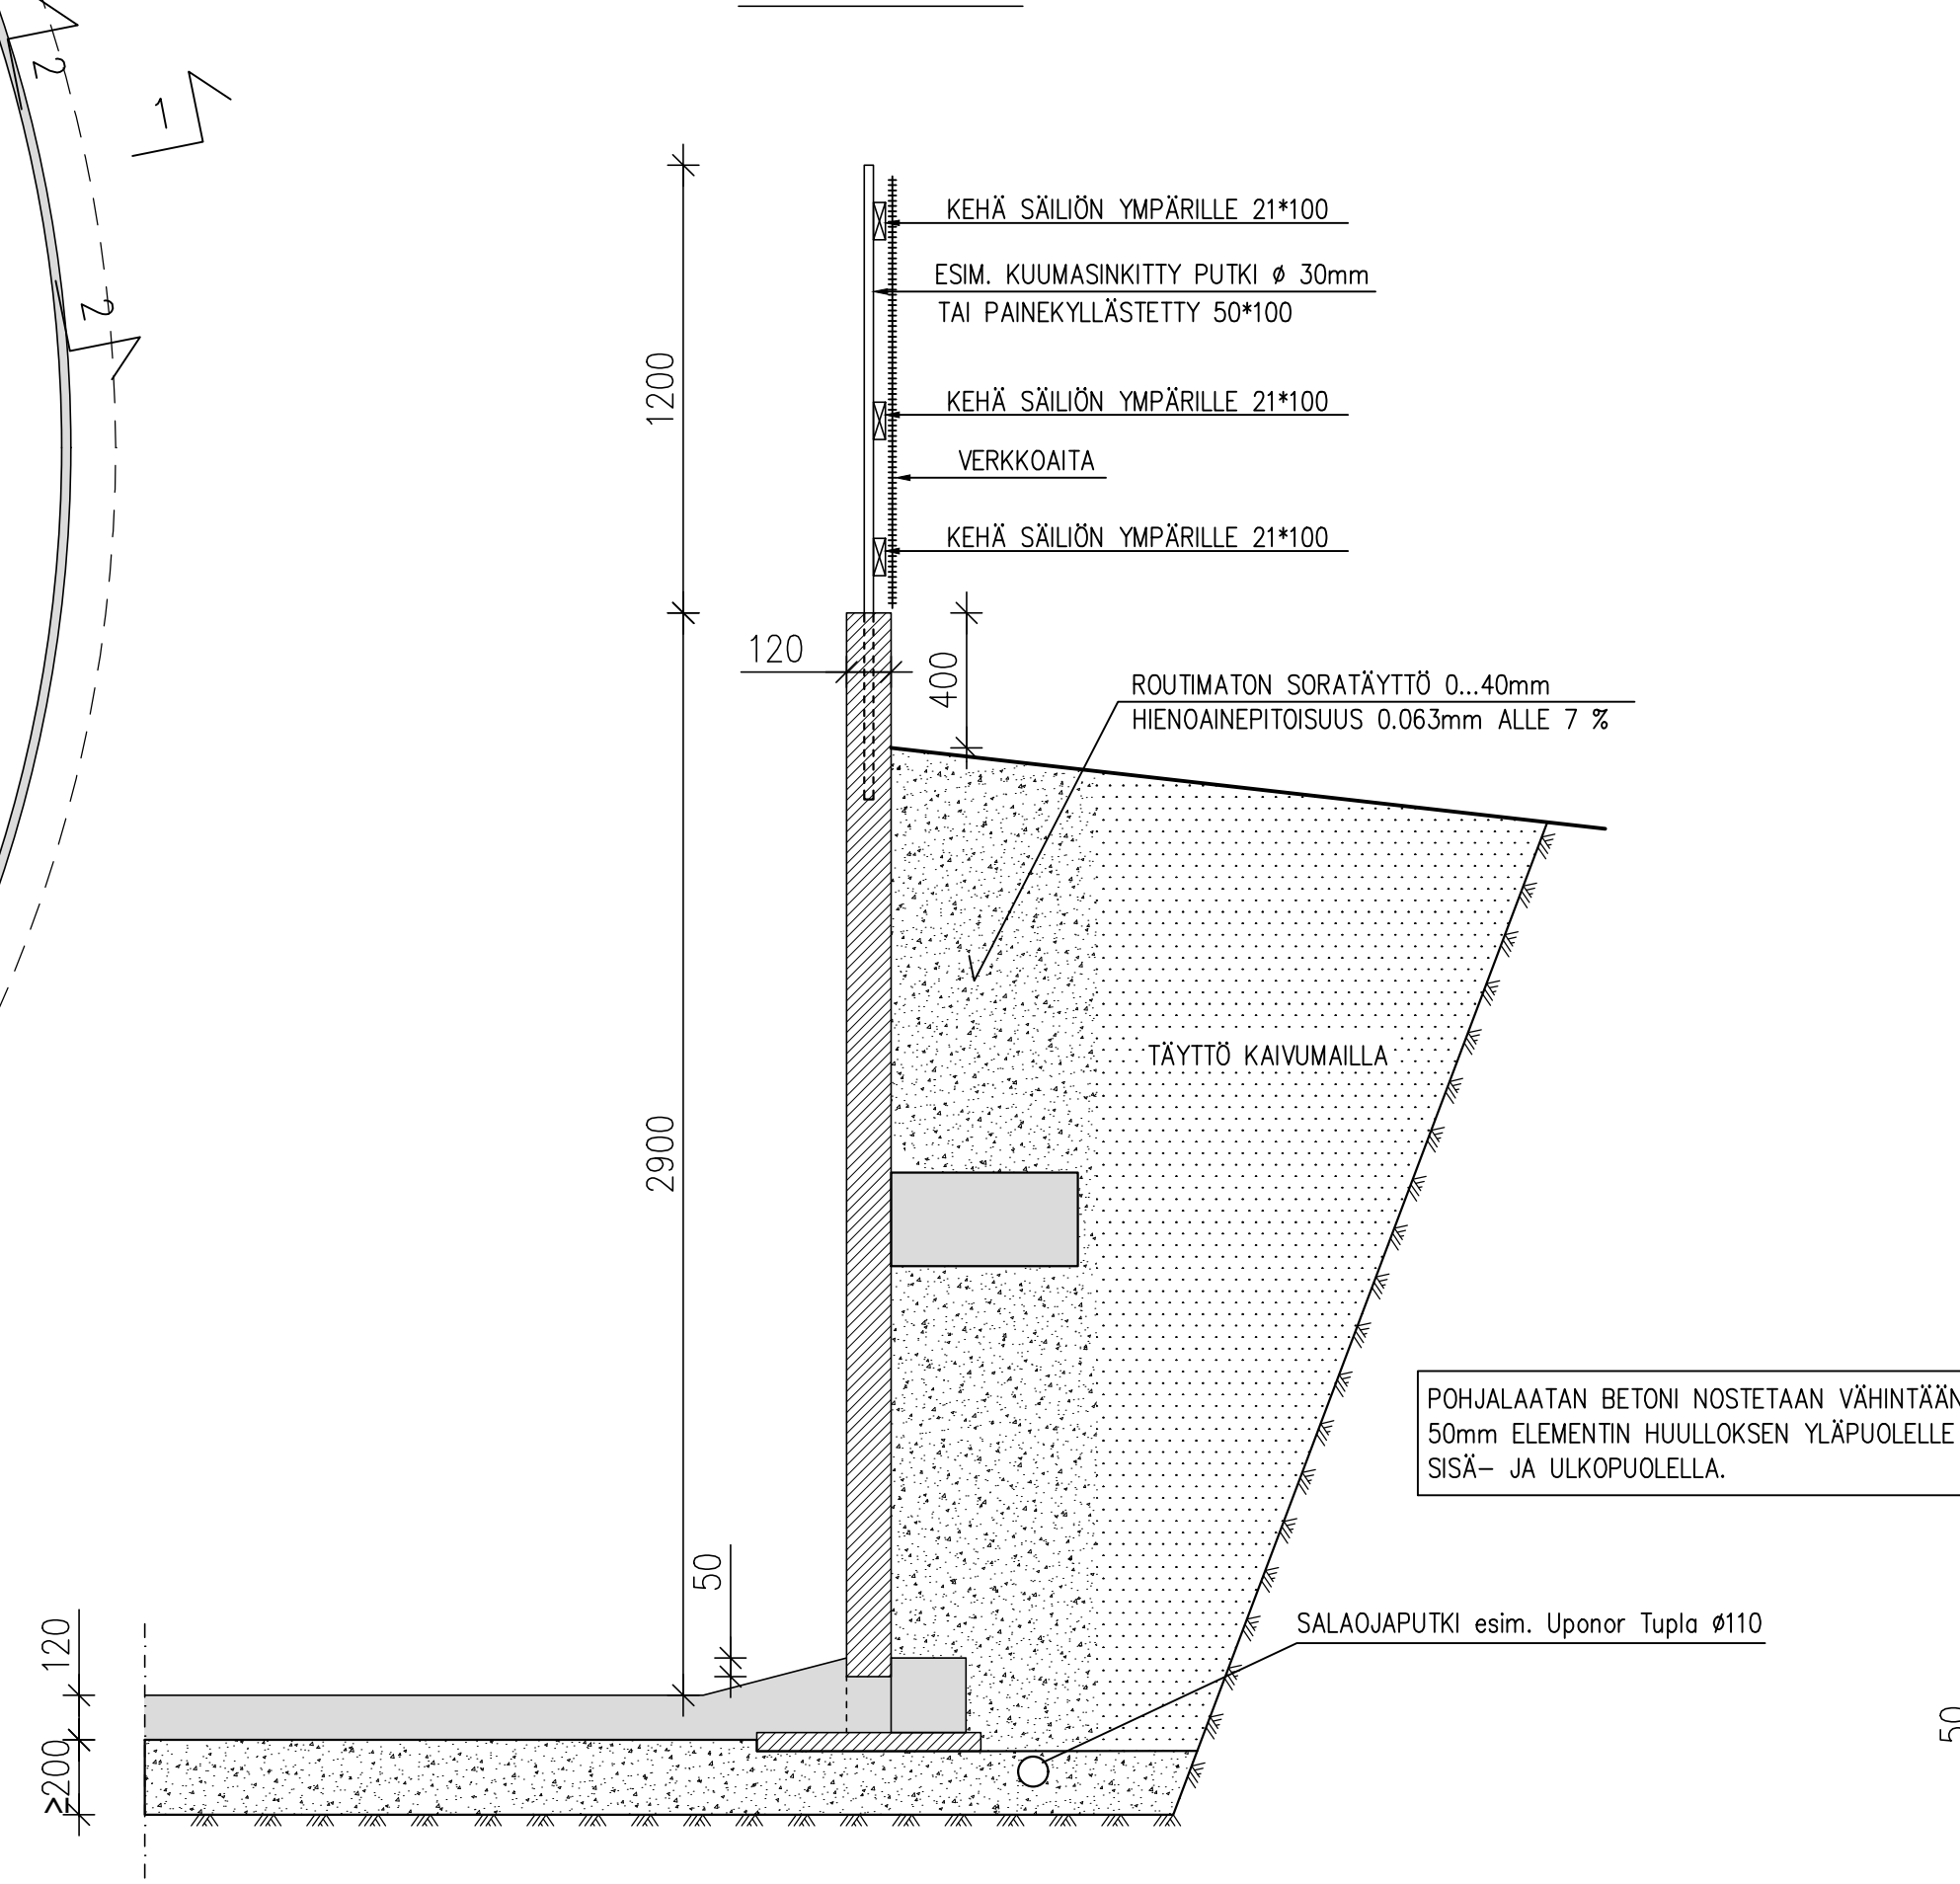 2
1
2
KEHÄ SÄILIÖN YMPÄRILLE 21*100
ESIM. KUUMASINKITTY PUTKI ø 30mm
TAI PAINEKYLLÄSTETTY 50*100
1200
KEHÄ SÄILIÖN YMPÄRILLE 21*100
VERKKOAITA
KEHÄ SÄILIÖN YMPÄRILLE 21*100
120
400
ROUTIMATON SORATÄYTTÖ 0...40mm
HIENOAINEPITOISUUS 0.063mm ALLE 7 %
TÄYTTÖ KAIVUMAILLA
2900
POHJALAATAN BETONI NOSTETAAN VÄHINTÄÄN
50mm ELEMENTIN HUULLOKSEN YLÄPUOLELLE
SISÄ- JA ULKOPUOLELLA.
50
SALAOJAPUTKI esim. Uponor Tupla ø110
120
≥200
50